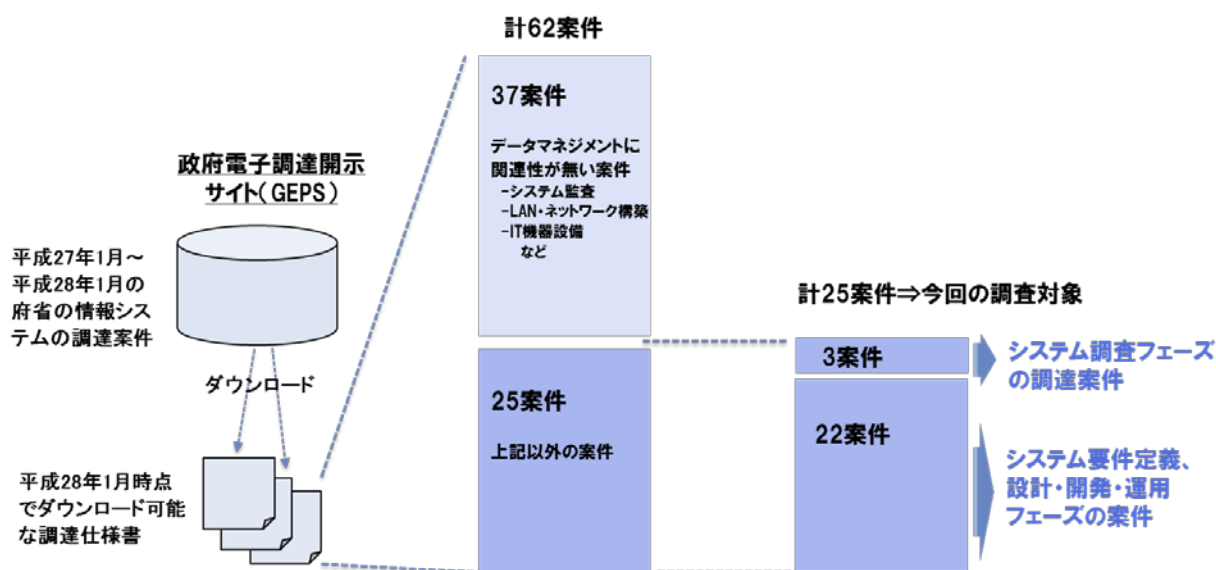 計62案件
37案件
データマネジメントに
関連性が無い案件
-システム監査
-LAN・ネットワーク構築
-IT機器設備
など
政府電子調達開示
サイト(GEPS)
平成27年1月～
平成28年1月の
府省の情報シス
テムの調達案件
ダウンロード
平成28年1月時点
でダウンロード可能
な調達仕様書
25案件
上記以外の案件
計25案件⇒今回の調査対象
3案件
システム調査フェーズ
の調達案件
22案件
システム要件定義、
設計・開発・運用
フェーズの案件